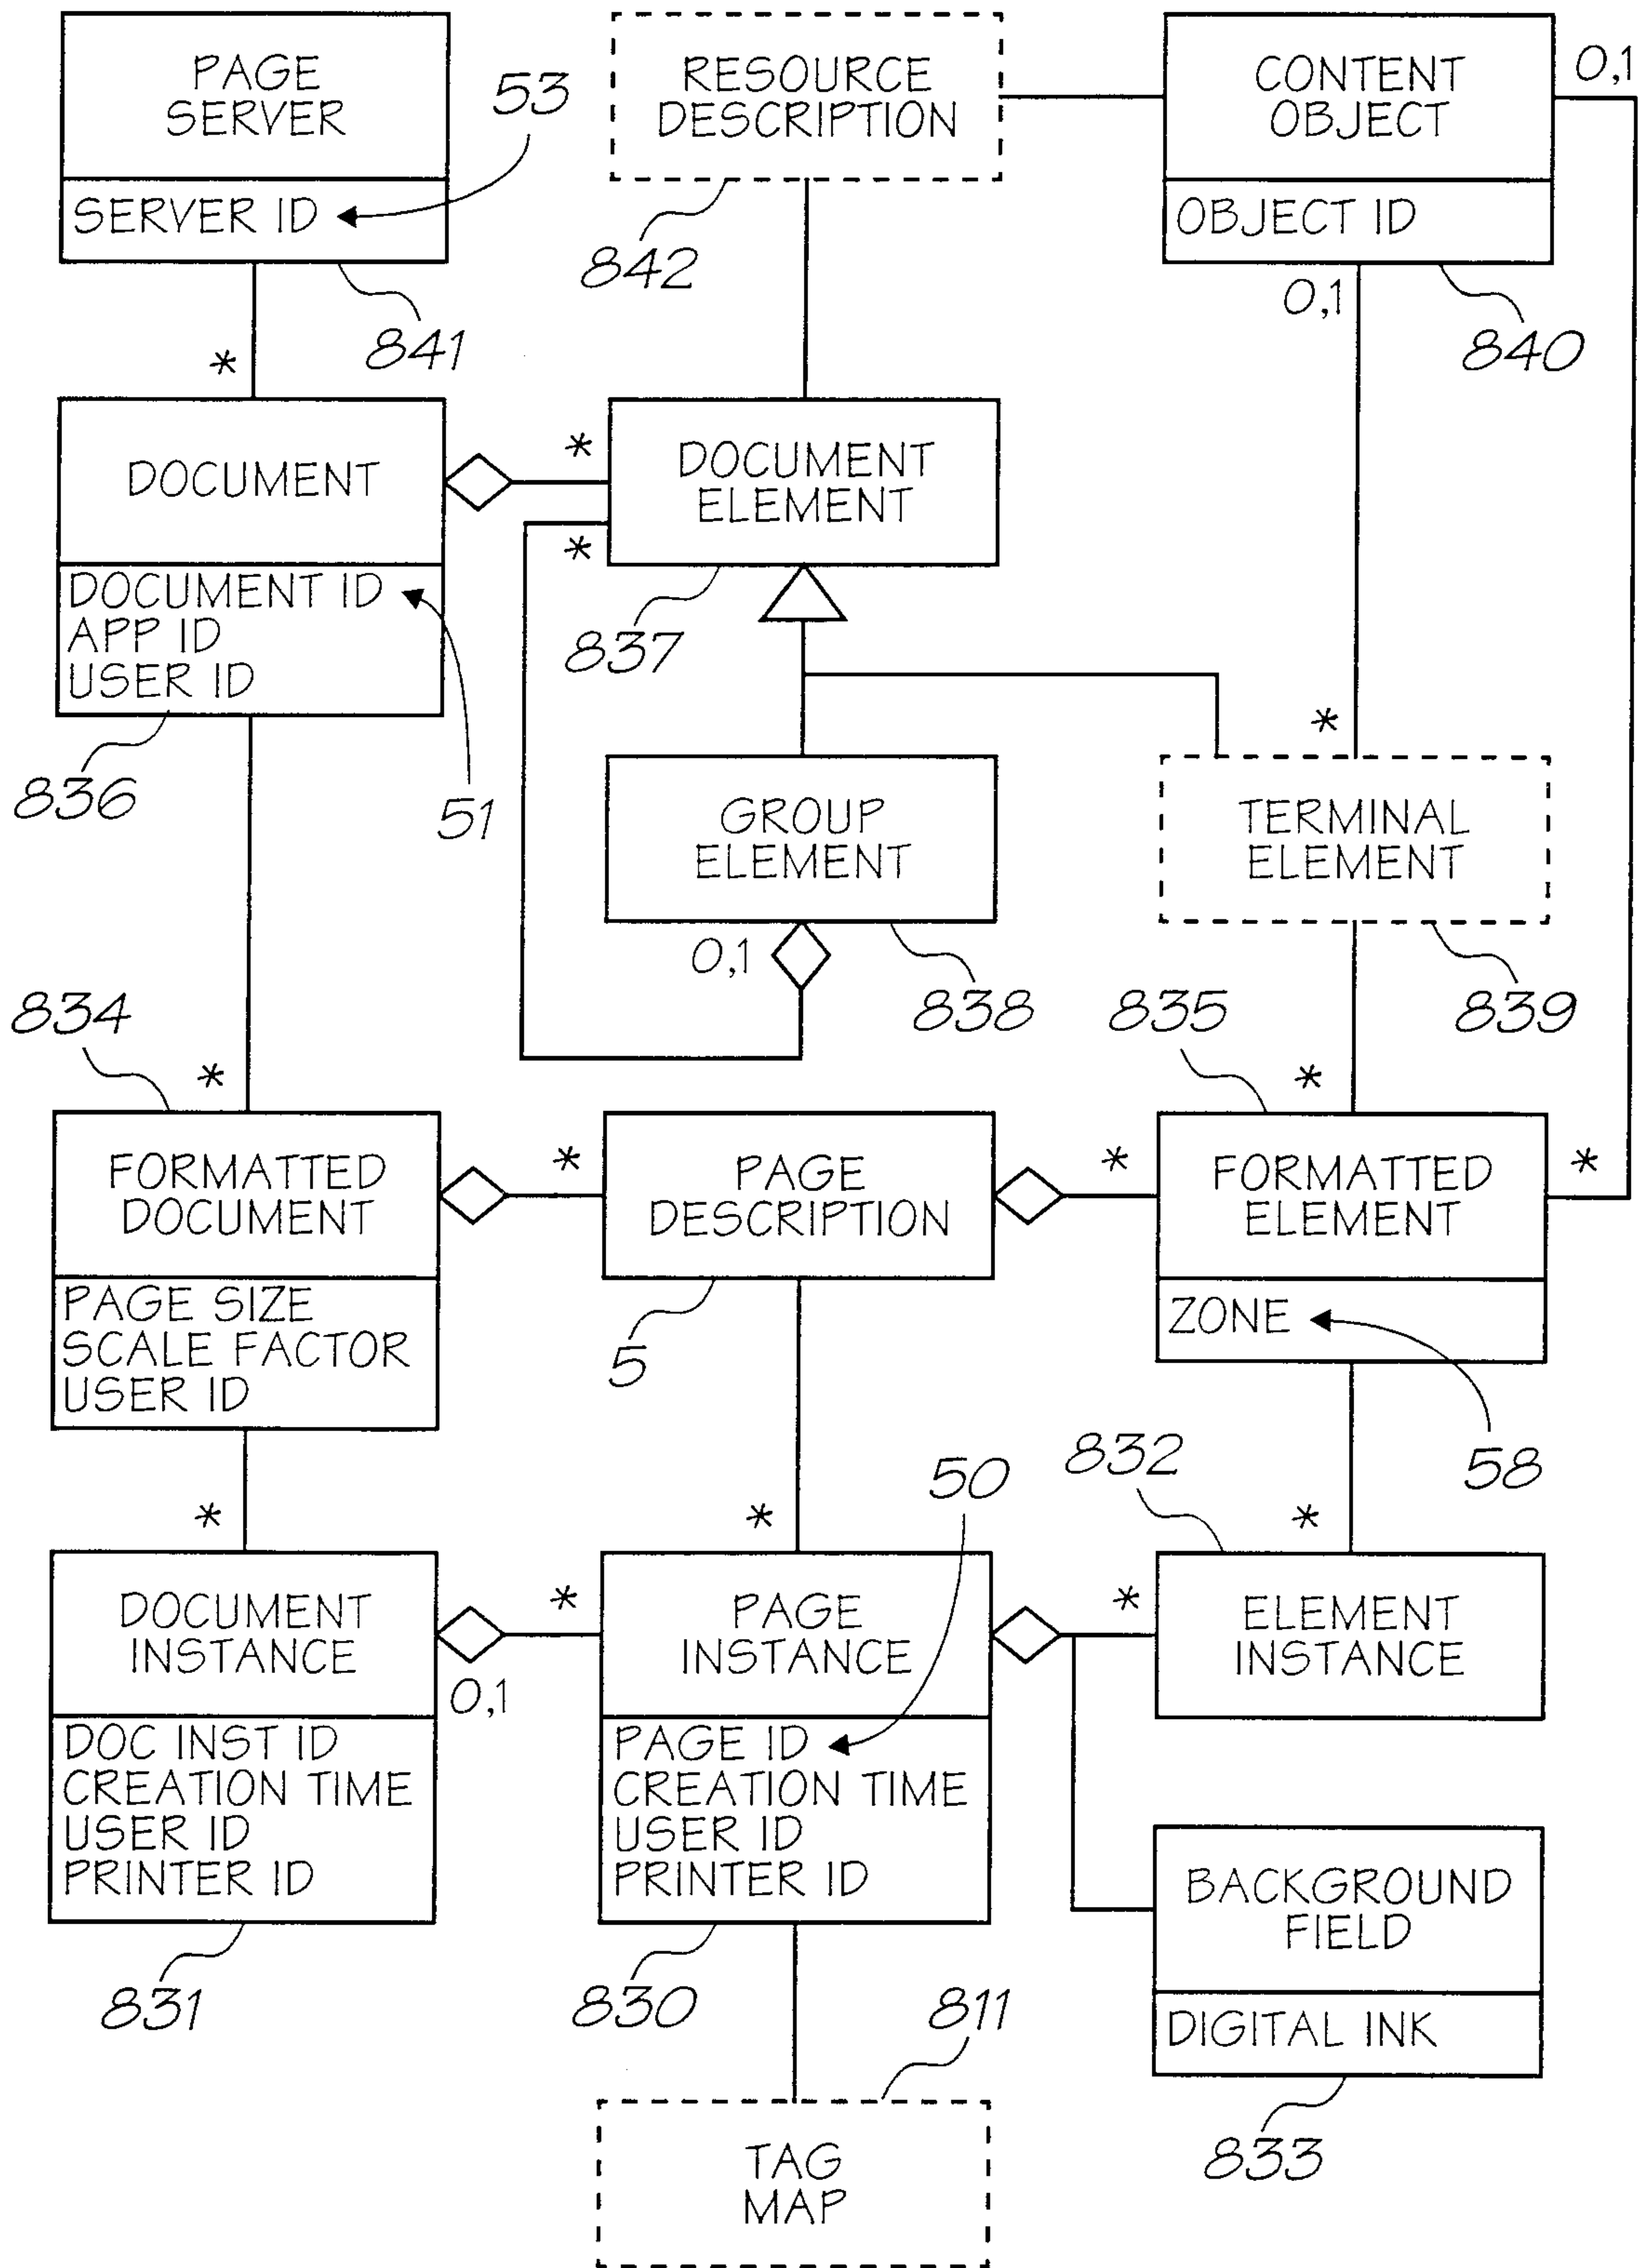 PAGE
SERVER
SERVER ID
53
841
*
RESOURCE
DESCRIPTION
842
CONTENT
OBJECT
OBJECT ID
0,1
0,1
840
DOCUMENT
DOCUMENT ID
APP ID
USER ID
836
51
*
*
DOCUMENT
ELEMENT
837
GROUP
ELEMENT
0,1
838
*
TERMINAL
ELEMENT
839
834
*
FORMATTED
DOCUMENT
PAGE SIZE
SCALE FACTOR
USER ID
*
PAGE
DESCRIPTION
5
835
*
*
*
FORMATTED
ELEMENT
ZONE
58
*
DOCUMENT
INSTANCE
0,1
DOC INST ID
CREATION TIME
USER ID
PRINTER ID
831
*
*
50
PAGE
INSTANCE
PAGE ID
CREATION TIME
USER ID
PRINTER ID
830
832
*
*
ELEMENT
INSTANCE
BACKGROUND
FIELD
DIGITAL INK
833
811
TAG
MAP